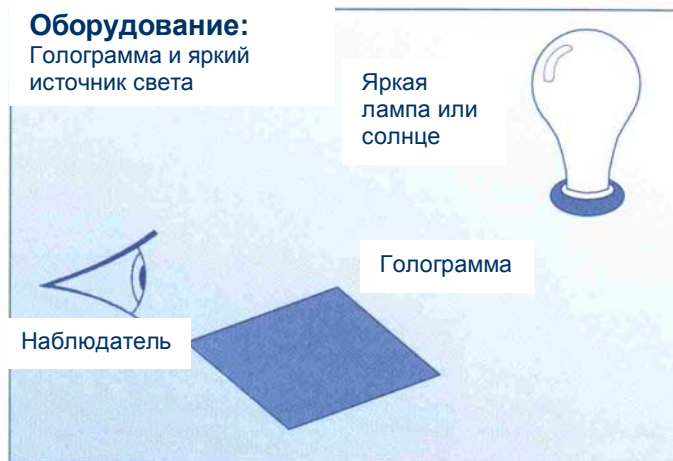 Оборудование:
Голограмма и яркий
источник света
Яркая
лампа или
солнце
Голограмма
Наблюдатель